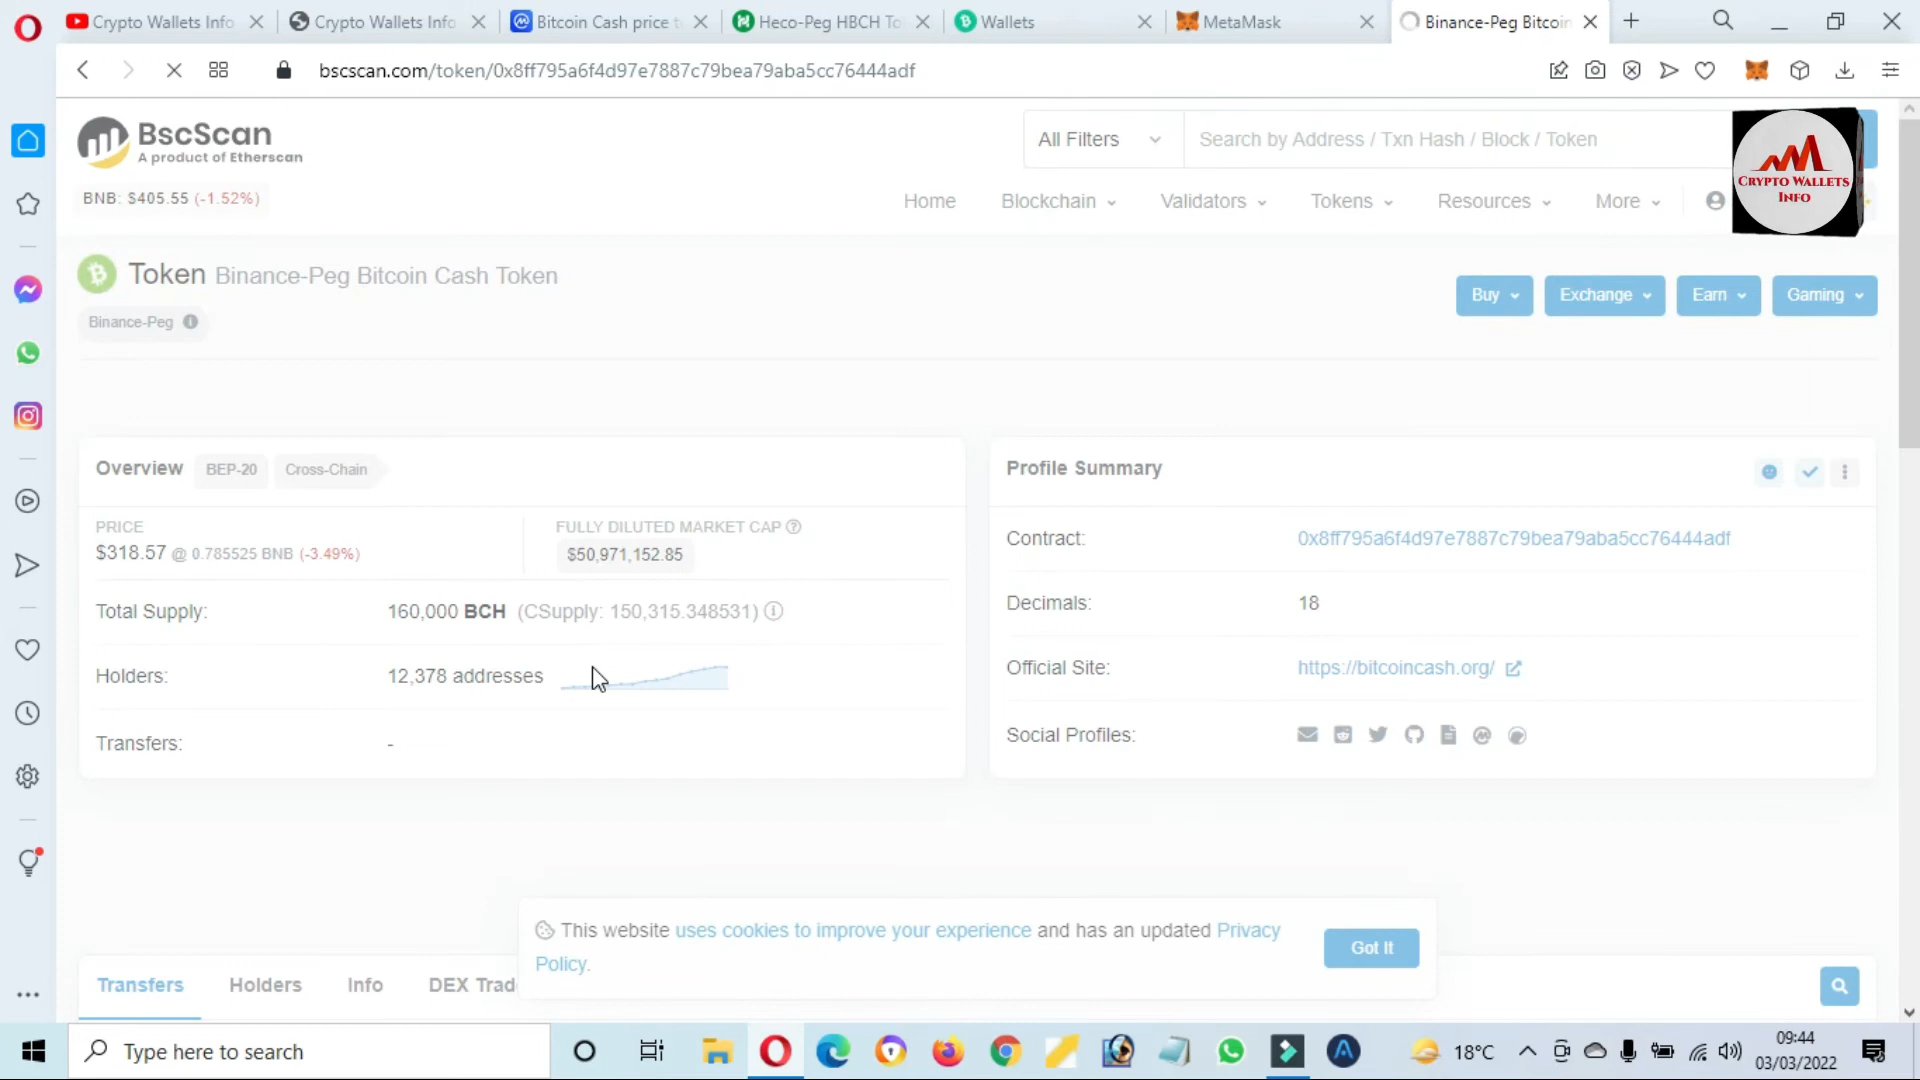 Crypto Wallets Info
Crypto Wallets Info
Bitcoin Cash price t
Heco-Peg HBCH To
Wallets
MetaMask
Binance-Peg Bitcoin
bscscan.com/token/0x8ff795a6f4d97e7887c79bea79aba5cc76444adf
BscScan
A product of Etherscan
All Filters
Search by Address / Txn Hash / Block / Token
CRYPTO WALLETS
INFO
BNB: $405.55 (-1.52%)
Home
Blockchain
Validators
Tokens
Resources
More
Token Binance-Peg Bitcoin Cash Token
Binance-Peg
Buy
Exchange
Earn
Gaming
Overview
BEP-20
Cross-Chain
PRICE
$318.57 @ 0.785525 BNB (-3.49%)
FULLY DILUTED MARKET CAP
$50,971,152.85
Total Supply:
160,000 BCH (CSupply: 150,315.348531)
Holders:
12,378 addresses
Transfers:
-
Profile Summary
Contract:
0x8ff795a6f4d97e7887c79bea79aba5cc76444adf
Decimals:
18
Official Site:
https://bitcoincash.org/
Social Profiles:
This website uses cookies to improve your experience and has an updated Privacy
Policy.
Got It
Transfers
Holders
Info
DEX Trad
Type here to search
18°C
09:44
03/03/2022